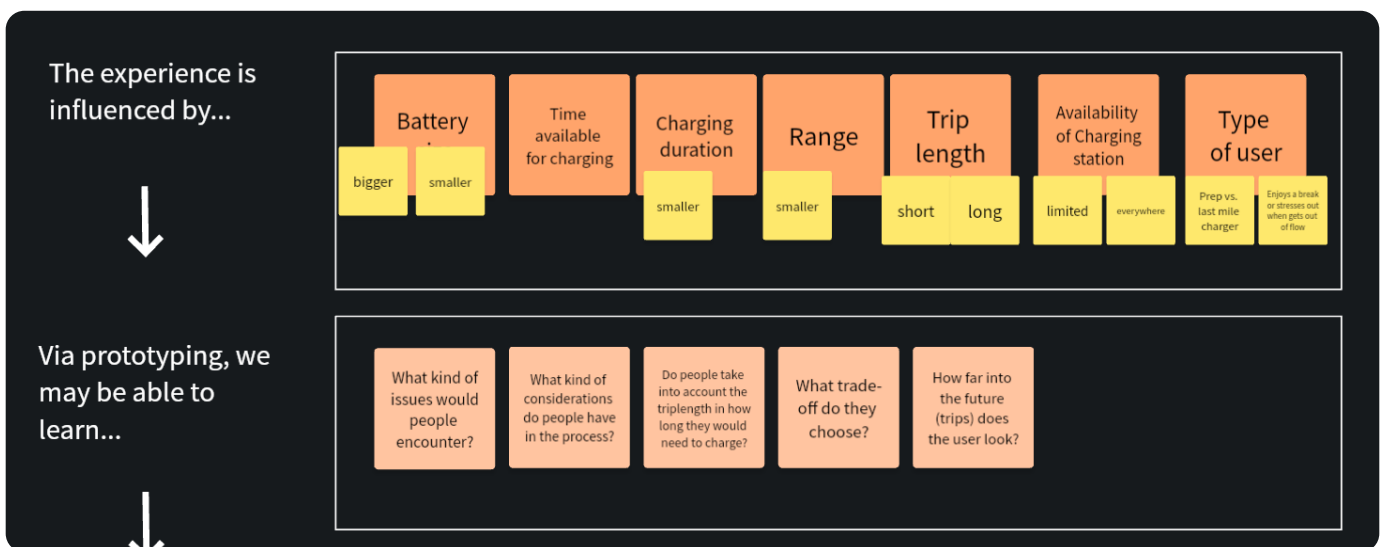 The experience is
influenced by...
Battery
bigger
smaller
Time
available
for charging
Charging
duration
smaller
Range
smaller
Trip
length
short
long
Availability
of Charging
station
limited
everywhere
Type
of user
Prep vs.
last mile
charger
Enjoys a break
or stresses out
when gets out
of flow
Via prototyping, we
may be able to
learn...
What kind of
issues would
people
encounter?
What kind of
considerations
do people have
in the process?
Do people take
into account the
triplength in how
long they would
need to charge?
What trade-
off do they
choose?
How far into
the future
(trips) does
the user look?